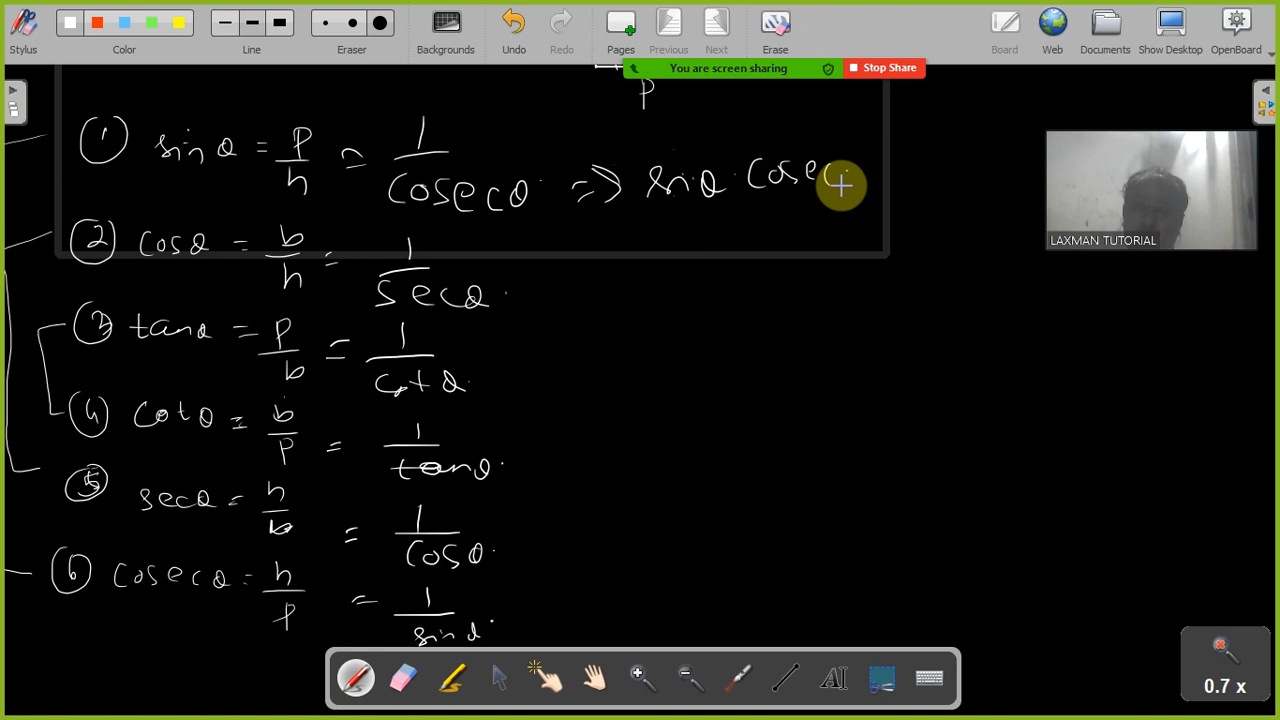 Stylus Color Line Eraser Backgrounds Undo Redo Pages Previous Next Erase Board Web Documents Show Desktop OpenBoard
You are screen sharing Stop Share
p
① sinθ = p/h = 1/cosecθ => sinθ cosec
② cosθ = b/h = 1/secθ
③ tanθ = p/b = 1/cotθ
④ cotθ = b/p = 1/tanθ
⑤ secθ = h/b = 1/cosθ
⑥ cosecθ = h/p = 1/sinθ
LAXMAN TUTORIAL
0.7 x